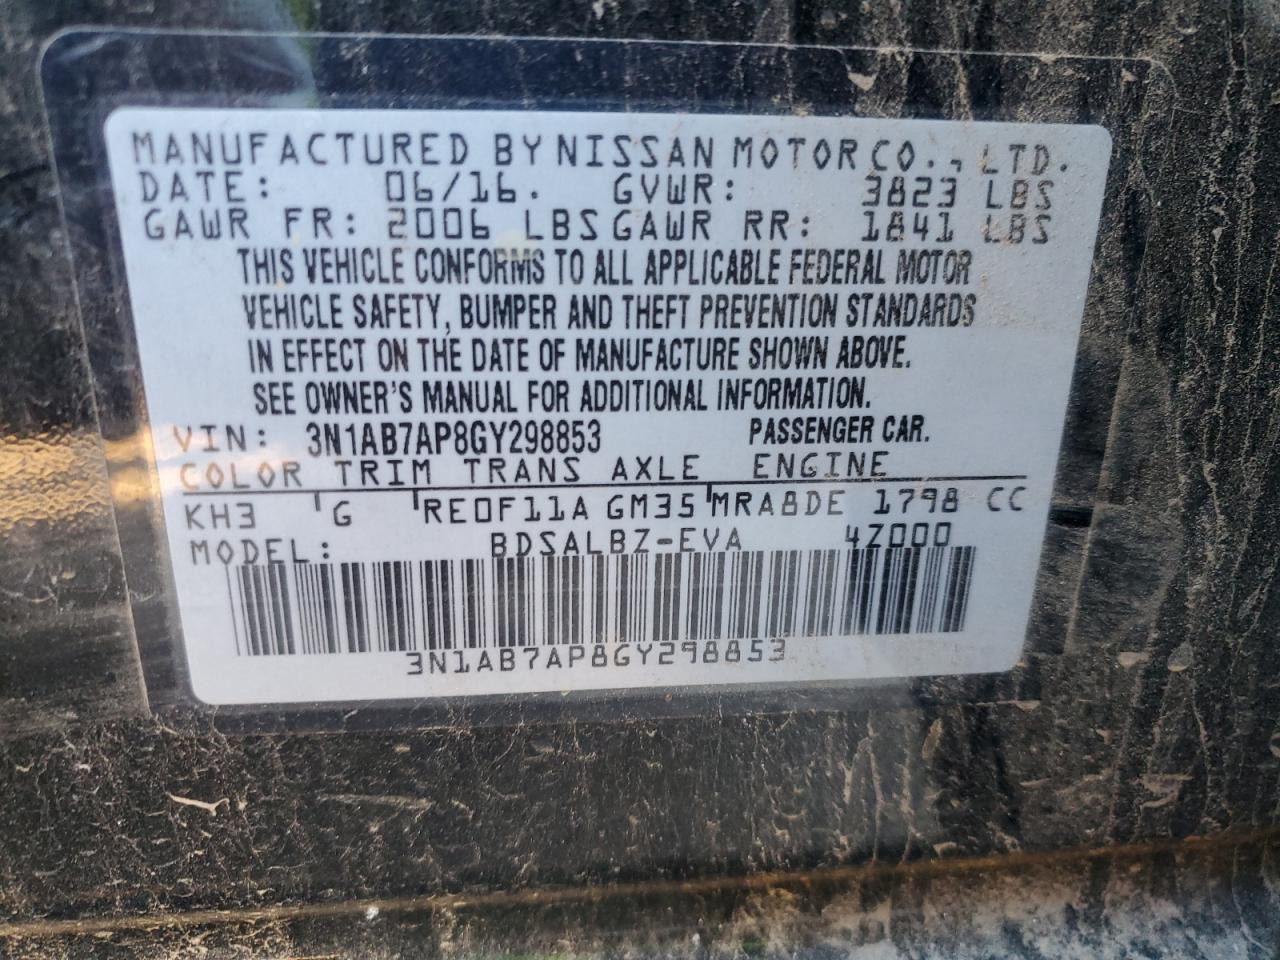 MANUFACTURED BY NISSAN MOTOR CO., LTD.
DATE: 06/16. GVWR: 3823 LBS
GAWR FR: 2006 LBS GAWR RR: 1841 LBS
THIS VEHICLE CONFORMS TO ALL APPLICABLE FEDERAL MOTOR
VEHICLE SAFETY, BUMPER AND THEFT PREVENTION STANDARDS
IN EFFECT ON THE DATE OF MANUFACTURE SHOWN ABOVE.
SEE OWNER'S MANUAL FOR ADDITIONAL INFORMATION.
VIN: 3N1AB7AP8GY298853 PASSENGER CAR.
COLOR TRIM TRANS AXLE ENGINE
KH3 G RE0F11A GM35 MRA8DE 1798 CC
MODEL: BDSALBZ-EVA 4Z000
3N1AB7AP8GY298853